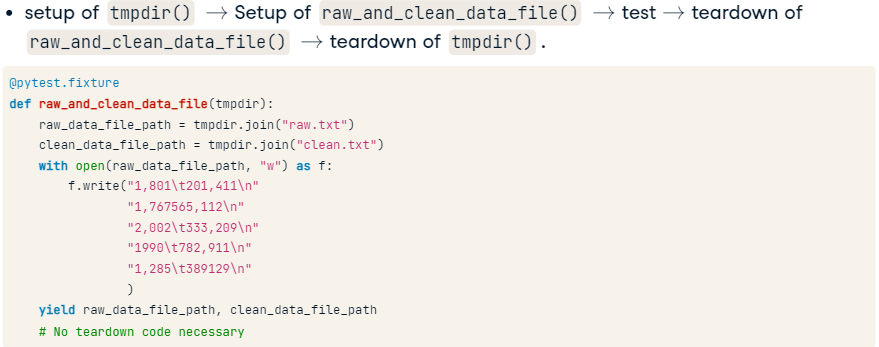 • setup of tmpdir() → Setup of raw_and_clean_data_file() → test → teardown of
raw_and_clean_data_file() → teardown of tmpdir() .
@pytest.fixture
def raw_and_clean_data_file(tmpdir):
    raw_data_file_path = tmpdir.join("raw.txt")
    clean_data_file_path = tmpdir.join("clean.txt")
    with open(raw_data_file_path, "w") as f:
        f.write("1,801\t201,411\n"
                "1,767565,112\n"
                "2,002\t333,209\n"
                "1990\t782,911\n"
                "1,285\t389129\n"
                )
    yield raw_data_file_path, clean_data_file_path
    # No teardown code necessary